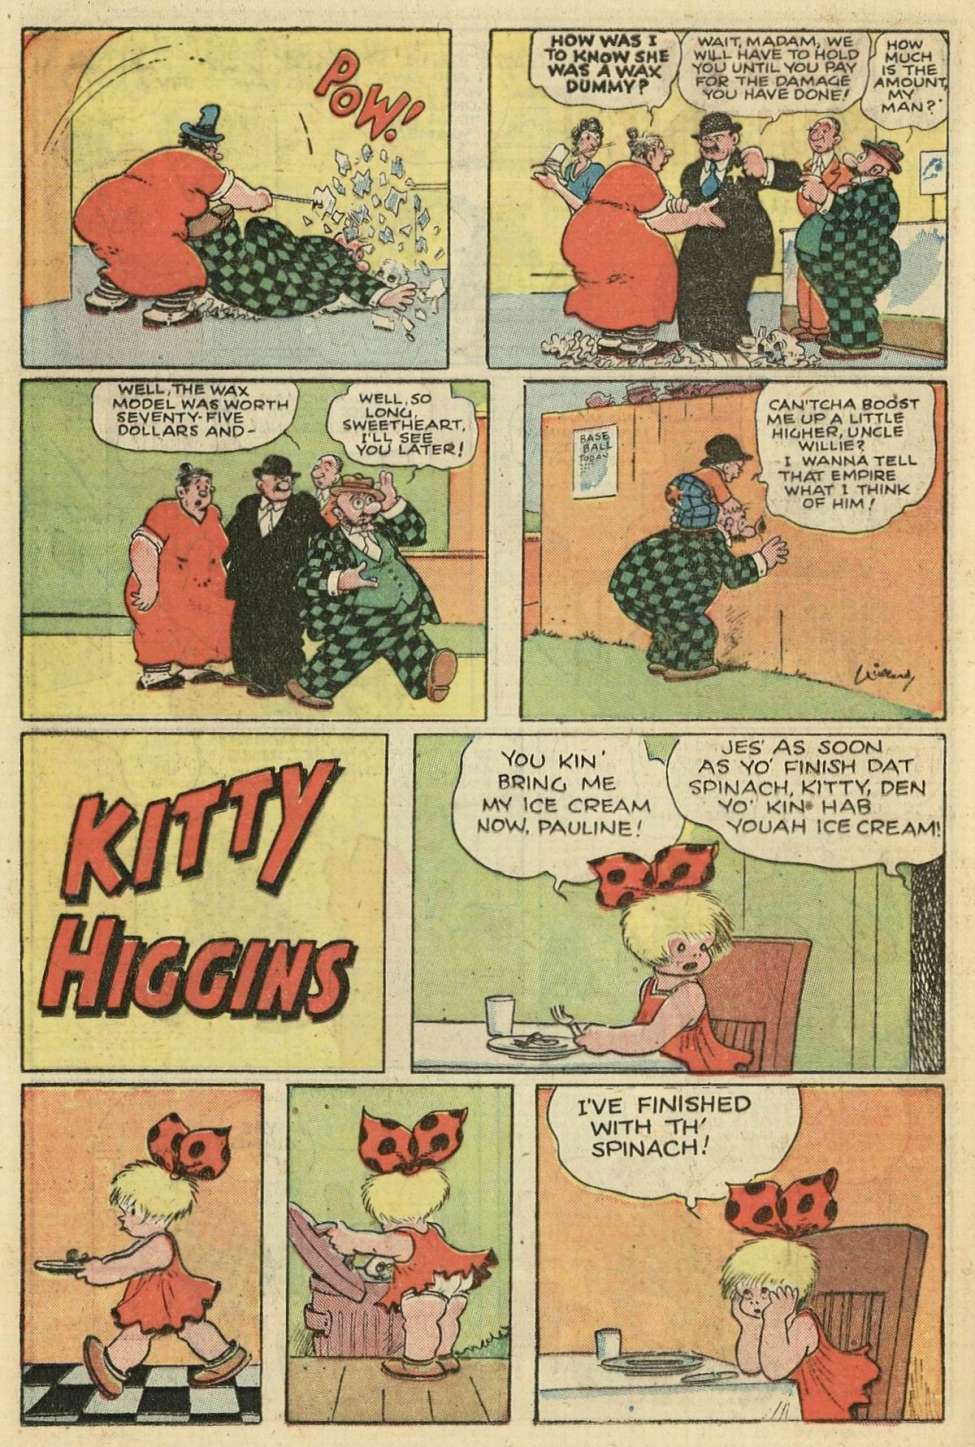 POW!
HOW WAS I
TO KNOW SHE
WAS A WAX
DUMMY?
WAIT, MADAM, WE
WILL HAVE TO HOLD
YOU UNTIL YOU PAY
FOR THE DAMAGE
YOU HAVE DONE!
HOW
MUCH
IS THE
AMOUNT,
MY
MAN?
WELL, THE WAX
MODEL WAS WORTH
SEVENTY-FIVE
DOLLARS AND-
WELL, SO
LONG,
SWEETHEART,
I'LL SEE
YOU LATER!
BASE
BALL
TODAY
CAN'TCHA BOOST
ME UP A LITTLE
HIGHER, UNCLE
WILLIE?
I WANNA TELL
THAT EMPIRE
WHAT I THINK
OF HIM!
Willard
KITTY
HIGGINS
YOU KIN'
BRING ME
MY ICE CREAM
NOW, PAULINE!
JES' AS SOON
AS YO' FINISH DAT
SPINACH, KITTY, DEN
YO' KIN' HAB
YOUAH ICE CREAM!
I'VE FINISHED
WITH TH'
SPINACH!